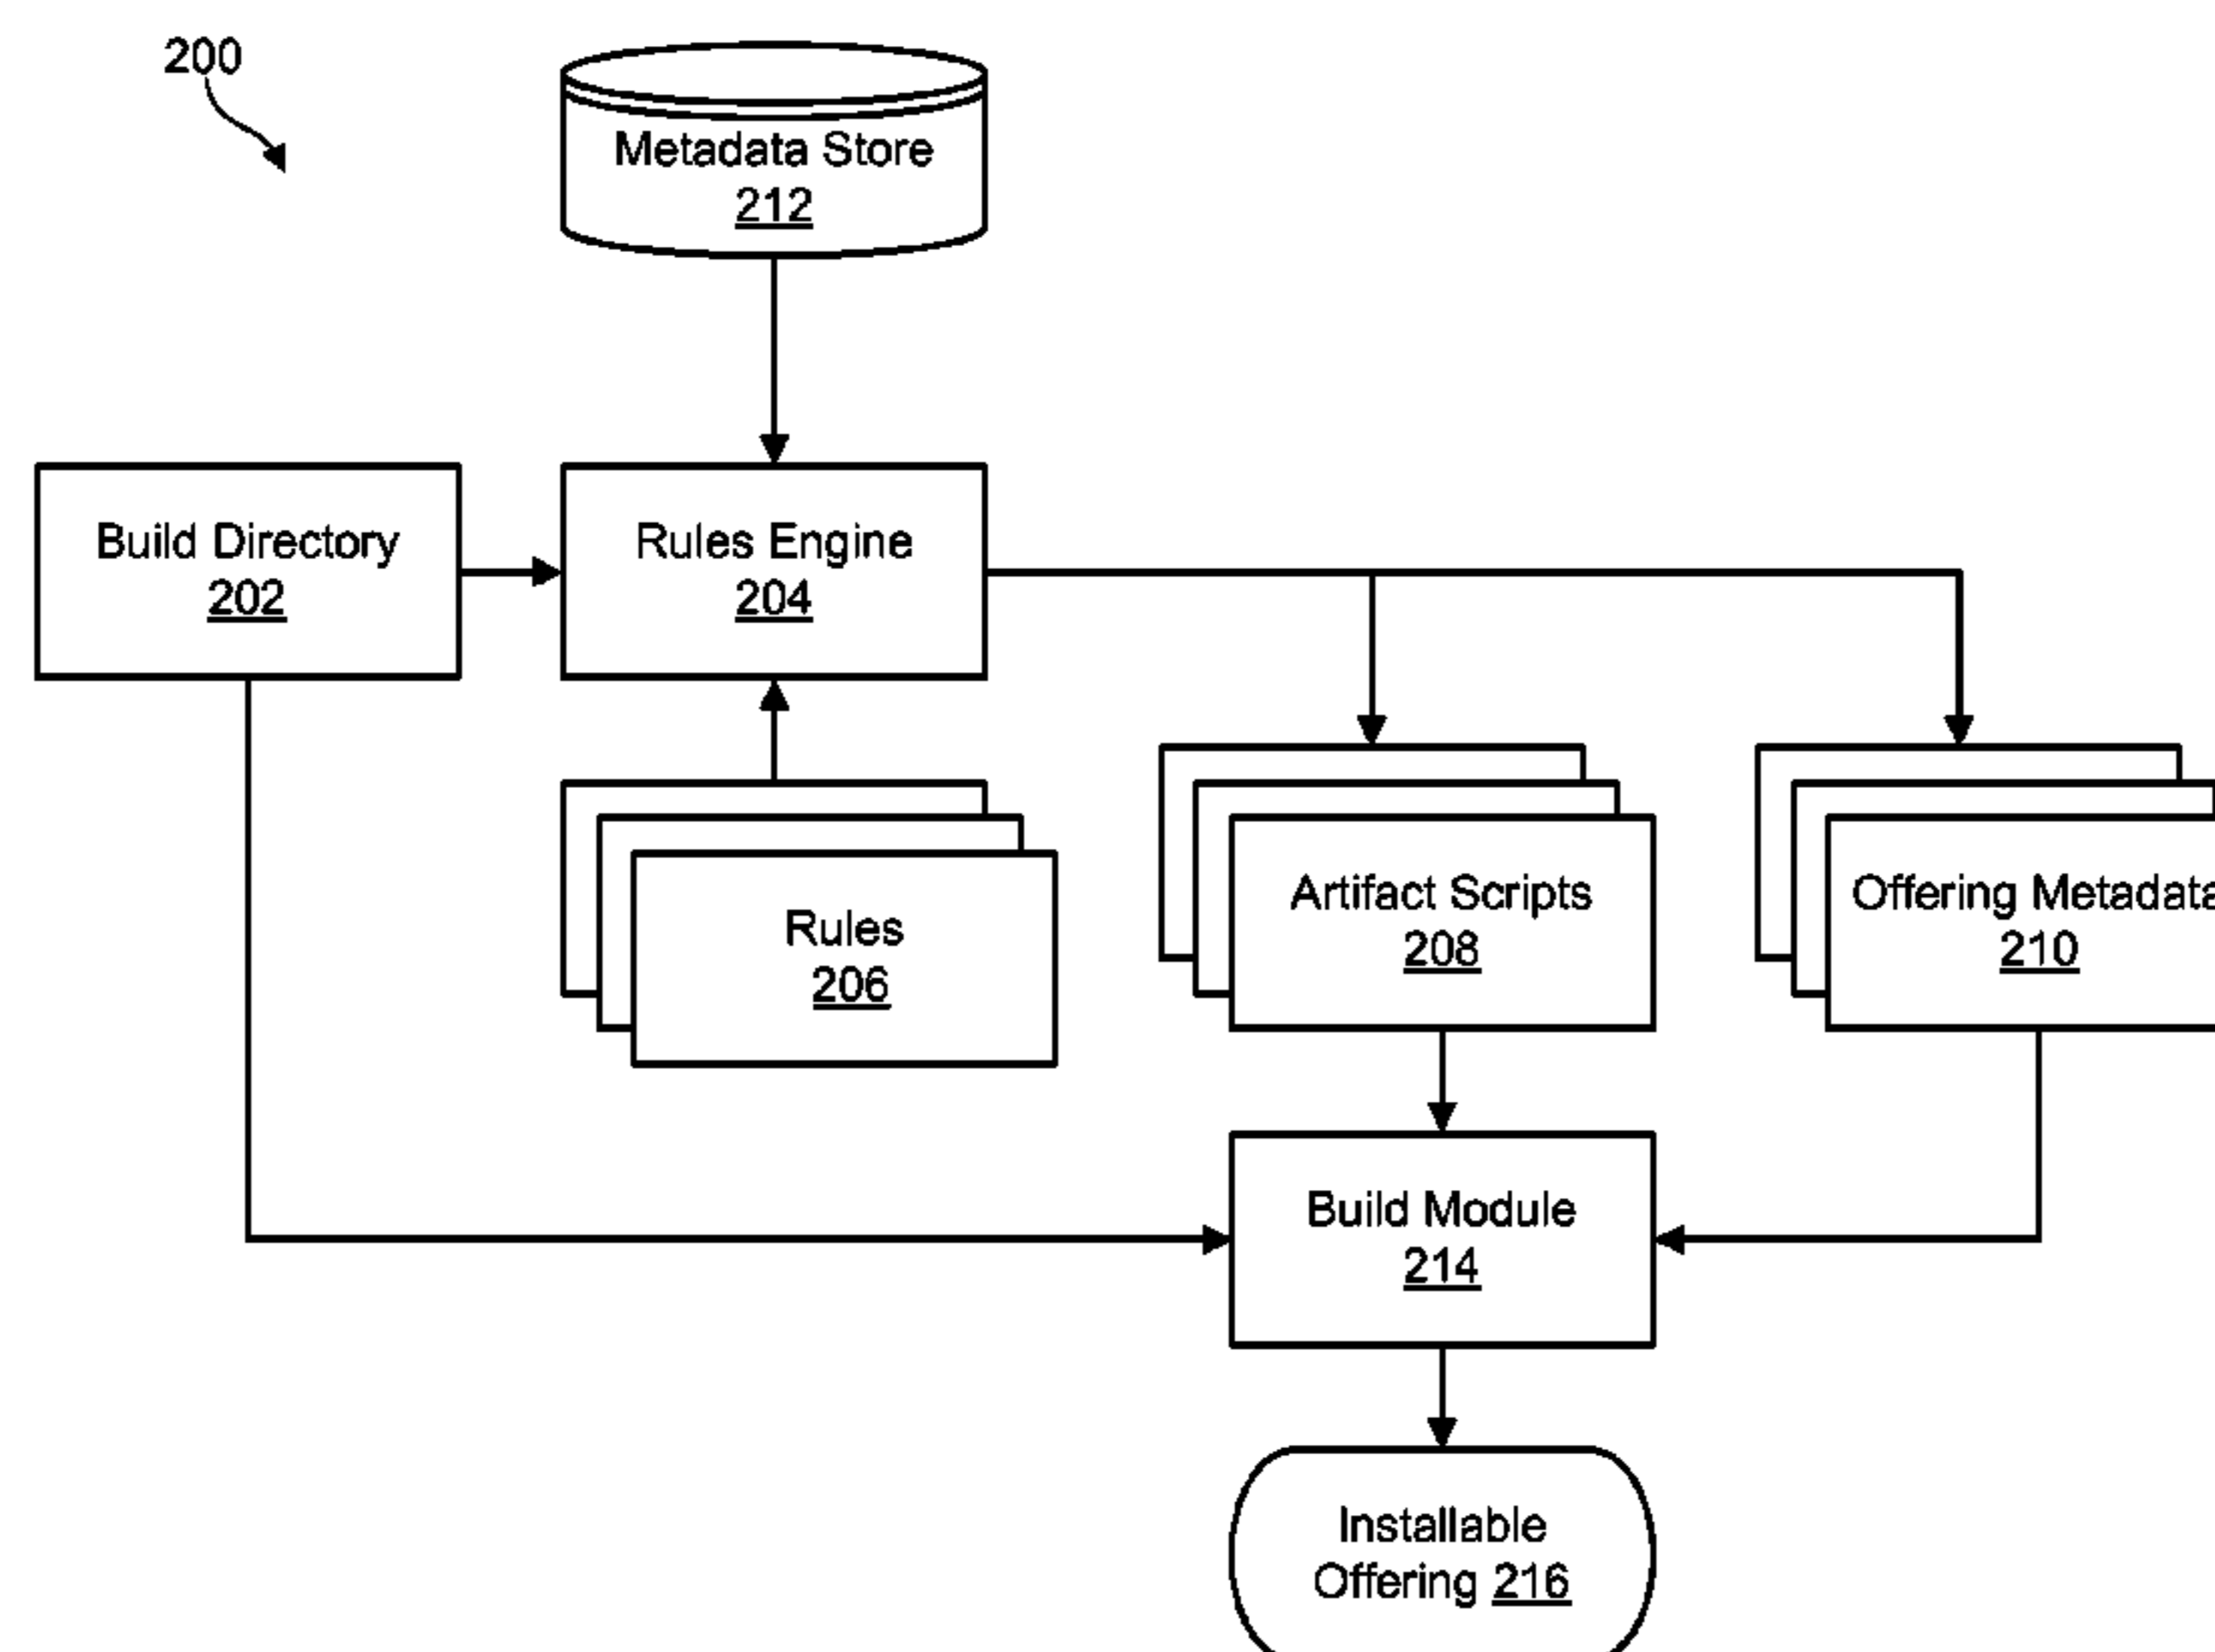 200
Metadata Store
212
Build Directory
202
Rules Engine
204
Rules
206
Artifact Scripts
208
Offering Metadata
210
Build Module
214
Installable
Offering 216